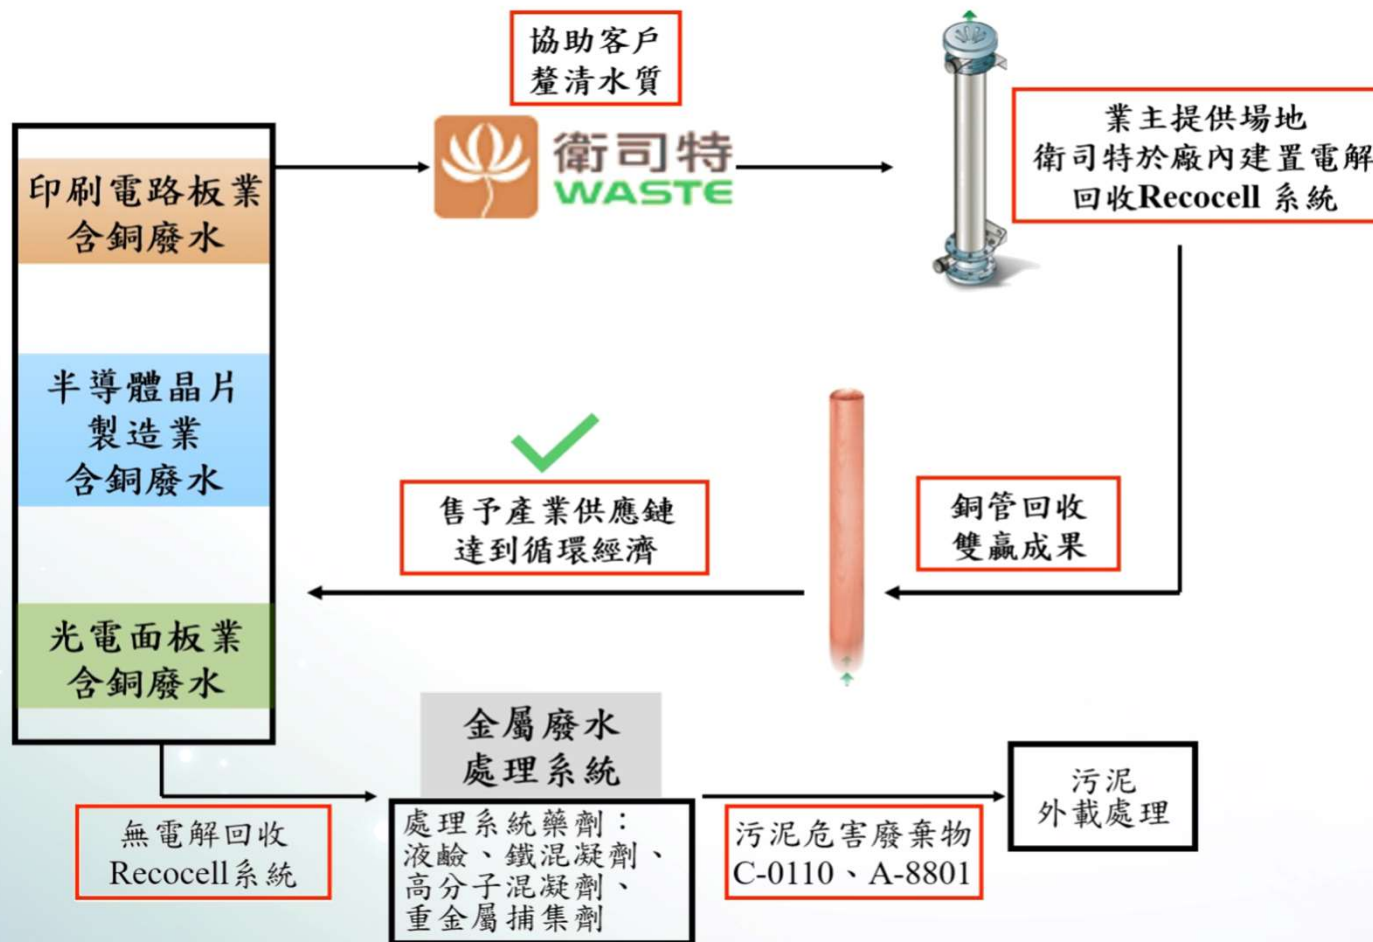 協助客戶
釐清水質
衛司特
WASTE
業主提供場地
衛司特於廠內建置電解
回收Recocell 系統
印刷電路板業
含銅廢水
半導體晶片
製造業
含銅廢水
光電面板業
含銅廢水
售予產業供應鏈
達到循環經濟
銅管回收
雙贏成果
金屬廢水
處理系統
無電解回收
Recocell系統
處理系統藥劑：
液鹼、鐵混凝劑、
高分子混凝劑、
重金屬捕集劑
污泥危害廢棄物
C-0110、A-8801
污泥
外載處理